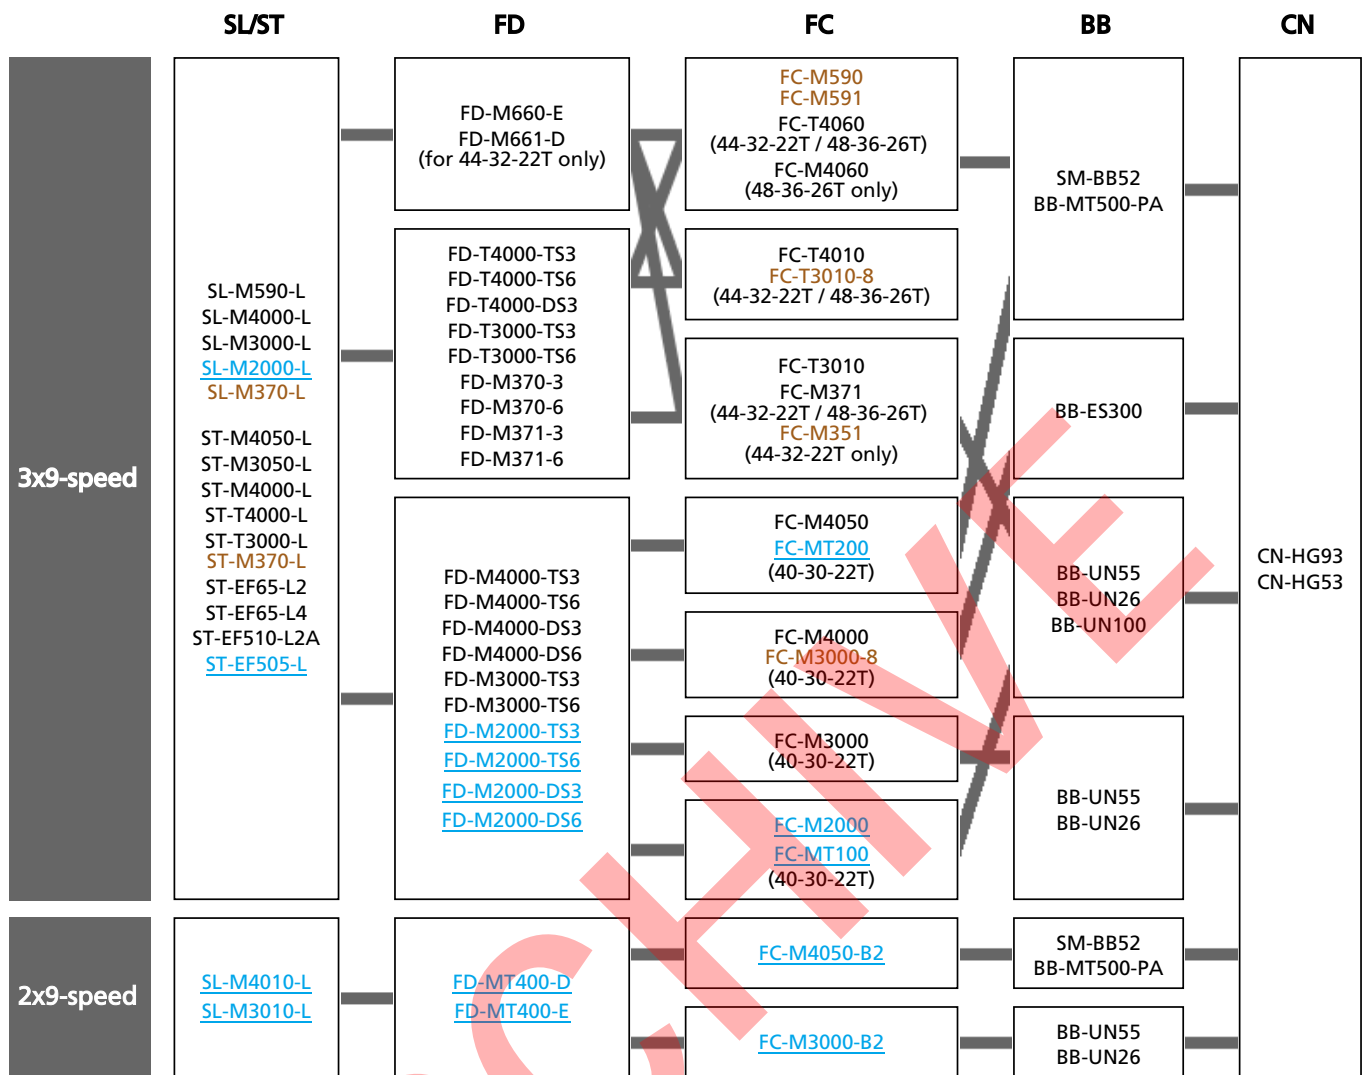 SL/ST
FD
FC
BB
CN
3x9-speed
SL-M590-L
SL-M4000-L
SL-M3000-L
SL-M2000-L
SL-M370-L
ST-M4050-L
ST-M3050-L
ST-M4000-L
ST-T4000-L
ST-T3000-L
ST-M370-L
ST-EF65-L2
ST-EF65-L4
ST-EF510-L2A
ST-EF505-L
FD-M660-E
FD-M661-D
(for 44-32-22T only)
FD-T4000-TS3
FD-T4000-TS6
FD-T4000-DS3
FD-T3000-TS3
FD-T3000-TS6
FD-M370-3
FD-M370-6
FD-M371-3
FD-M371-6
FD-M4000-TS3
FD-M4000-TS6
FD-M4000-DS3
FD-M4000-DS6
FD-M3000-TS3
FD-M3000-TS6
FD-M2000-TS3
FD-M2000-TS6
FD-M2000-DS3
FD-M2000-DS6
FC-M590
FC-M591
FC-T4060
(44-32-22T / 48-36-26T)
FC-M4060
(48-36-26T only)
FC-T4010
FC-T3010-8
(44-32-22T / 48-36-26T)
FC-T3010
FC-M371
(44-32-22T / 48-36-26T)
FC-M351
(44-32-22T only)
FC-M4050
FC-MT200
(40-30-22T)
FC-M4000
FC-M3000-8
(40-30-22T)
FC-M3000
(40-30-22T)
FC-M2000
FC-MT100
(40-30-22T)
SM-BB52
BB-MT500-PA
BB-ES300
BB-UN55
BB-UN26
BB-UN100
BB-UN55
BB-UN26
CN-HG93
CN-HG53
2x9-speed
SL-M4010-L
SL-M3010-L
FD-MT400-D
FD-MT400-E
FC-M4050-B2
FC-M3000-B2
SM-BB52
BB-MT500-PA
BB-UN55
BB-UN26
CHIVE